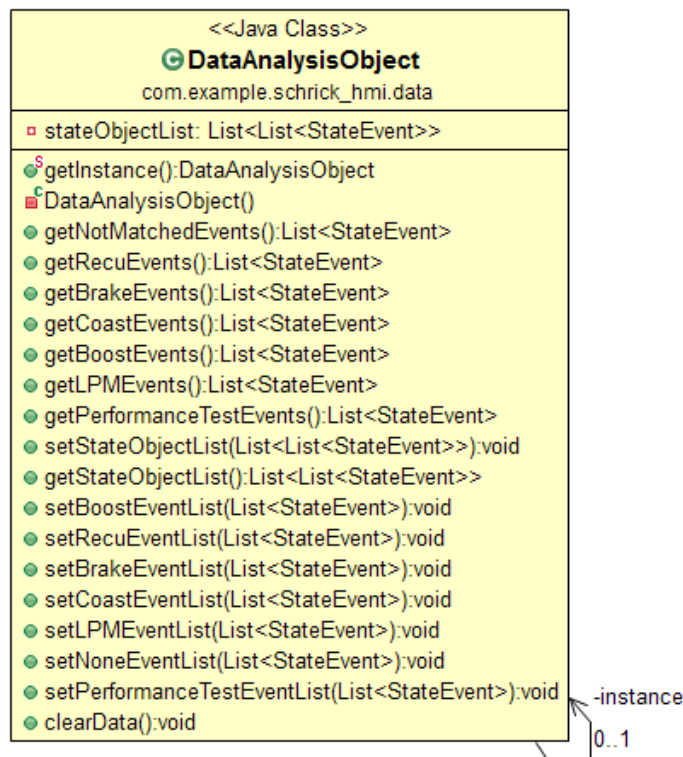 <<Java Class>>
C DataAnalysisObject
com.example.schrick_hmi.data
stateObjectList: List<List<StateEvent>>
S getInstance():DataAnalysisObject
C DataAnalysisObject()
getNotMatchedEvents():List<StateEvent>
getRecuEvents():List<StateEvent>
getBrakeEvents():List<StateEvent>
getCoastEvents():List<StateEvent>
getBoostEvents():List<StateEvent>
getLPMEvents():List<StateEvent>
getPerformanceTestEvents():List<StateEvent>
setStateObjectList(List<List<StateEvent>>):void
getStateObjectList():List<List<StateEvent>>
setBoostEventList(List<StateEvent>):void
setRecuEventList(List<StateEvent>):void
setBrakeEventList(List<StateEvent>):void
setCoastEventList(List<StateEvent>):void
setLPMEventList(List<StateEvent>):void
setNoneEventList(List<StateEvent>):void
setPerformanceTestEventList(List<StateEvent>):void
clearData():void
-instance
0..1